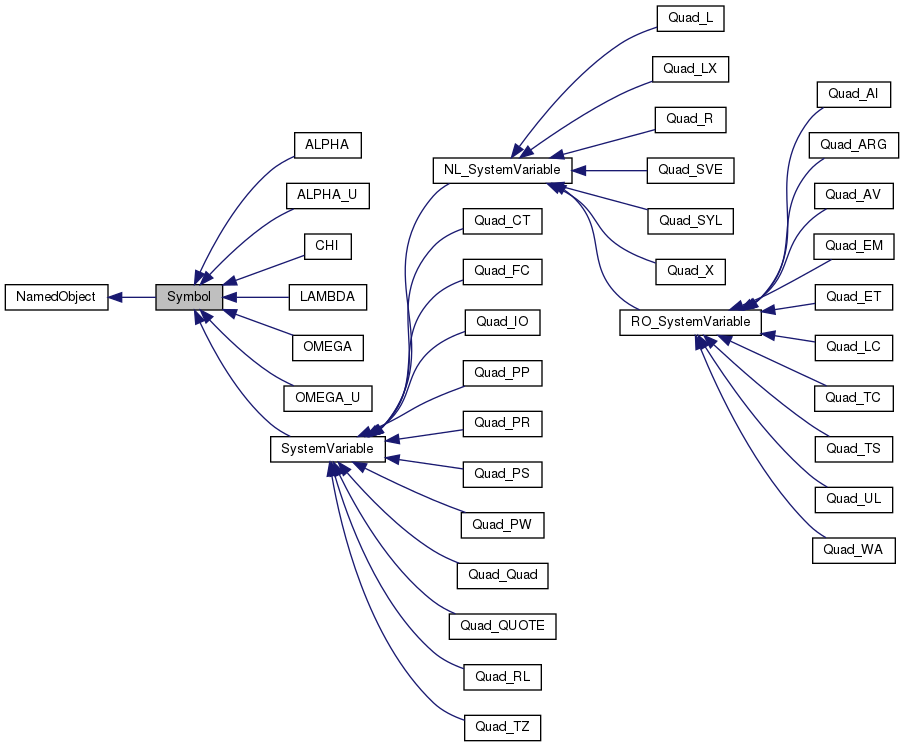 NamedObject
Symbol
ALPHA
ALPHA_U
CHI
LAMBDA
OMEGA
OMEGA_U
SystemVariable
NL_SystemVariable
Quad_CT
Quad_FC
Quad_IO
Quad_PP
Quad_PR
Quad_PS
Quad_PW
Quad_Quad
Quad_QUOTE
Quad_RL
Quad_TZ
Quad_L
Quad_LX
Quad_R
Quad_SVE
Quad_SYL
Quad_X
RO_SystemVariable
Quad_AI
Quad_ARG
Quad_AV
Quad_EM
Quad_ET
Quad_LC
Quad_TC
Quad_TS
Quad_UL
Quad_WA